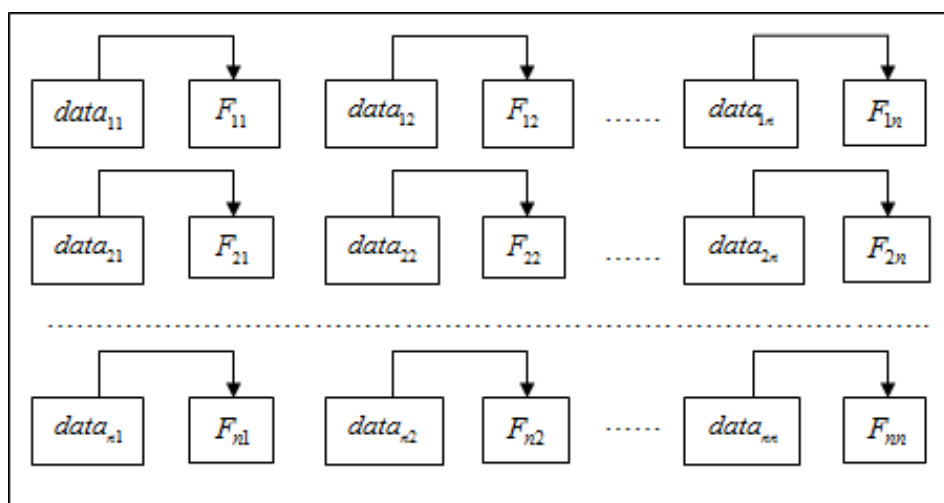 data₁₁ F₁₁ data₁₂ F₁₂ ...... data₁ₙ F₁ₙ
data₂₁ F₂₁ data₂₂ F₂₂ ...... data₂ₙ F₂ₙ
dataₙ₁ Fₙ₁ dataₙ₂ Fₙ₂ ...... dataₙₙ Fₙₙ